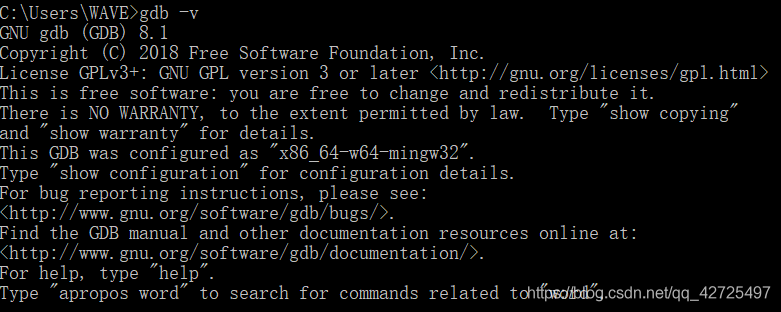 C:\Users\WAVE>gdb -v
GNU gdb (GDB) 8.1
Copyright (C) 2018 Free Software Foundation, Inc.
License GPLv3+: GNU GPL version 3 or later <http://gnu.org/licenses/gpl.html>
This is free software: you are free to change and redistribute it.
There is NO WARRANTY, to the extent permitted by law.  Type "show copying"
and "show warranty" for details.
This GDB was configured as "x86_64-w64-mingw32".
Type "show configuration" for configuration details.
For bug reporting instructions, please see:
<http://www.gnu.org/software/gdb/bugs/>.
Find the GDB manual and other documentation resources online at:
<http://www.gnu.org/software/gdb/documentation/>.
For help, type "help".
Type "apropos word" to search for commands related to "word".
https://blog.csdn.net/qq_42725497